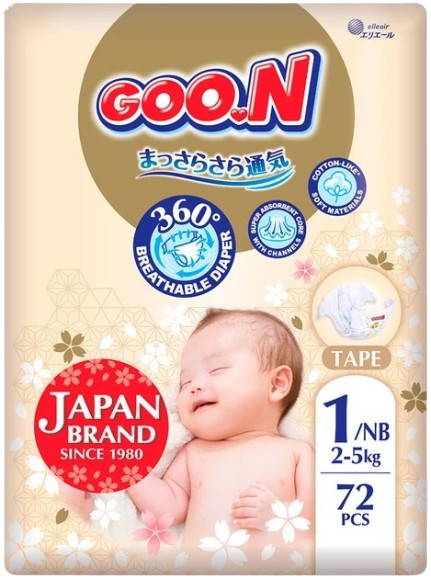 elleair
エリエール
GOO.N
まっさらさら通気
COTTON-LIKE
SOFT MATERIALS
360°
BREATHABLE DIAPER
SUPER ABSORBENT CORE
WITH CHANNELS
TAPE
JAPAN
BRAND
SINCE 1980
1/NB
2-5kg
72
PCS